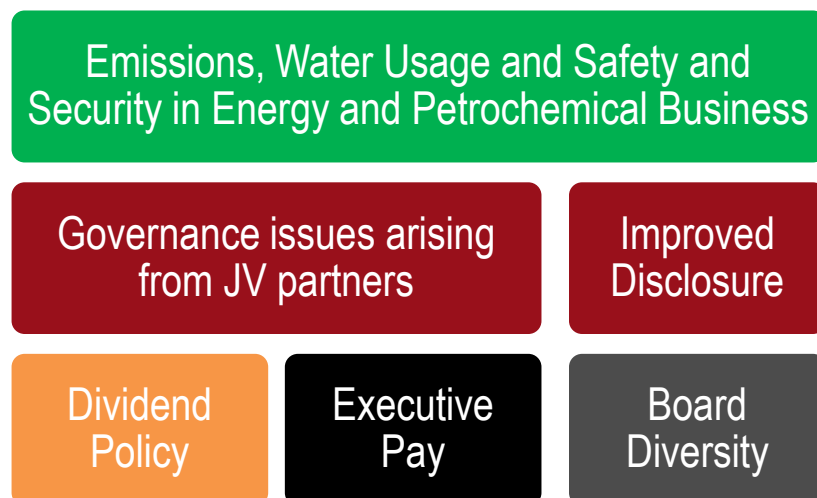 Emissions, Water Usage and Safety and
Security in Energy and Petrochemical Business
Governance issues arising
from JV partners
Improved
Disclosure
Dividend
Policy
Executive
Pay
Board
Diversity